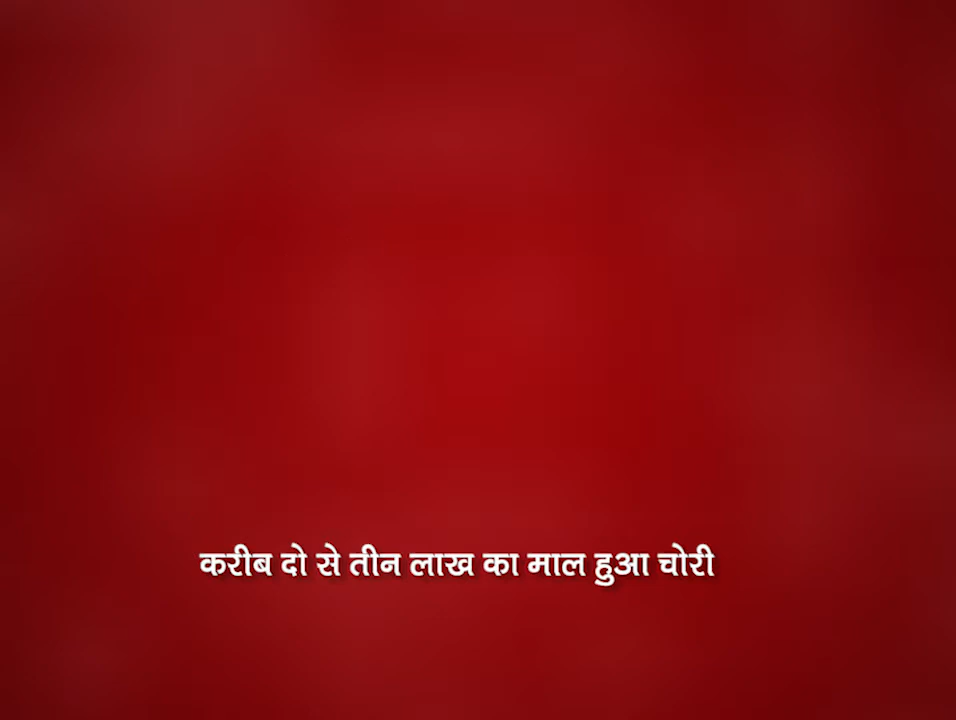 करीब दो से तीन लाख का माल हुआ चोरी